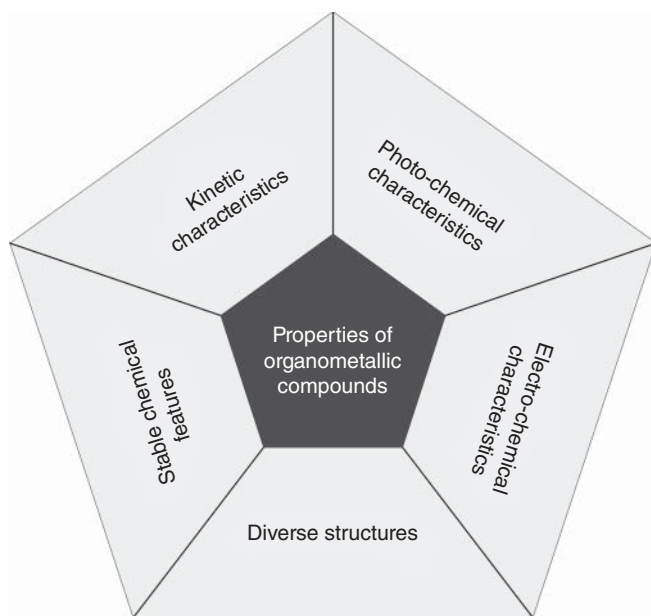 Kinetic
characteristics
Photo-chemical
characteristics
Properties of
organometallic
compounds
Stable chemical
features
Electro-chemical
characteristics
Diverse structures